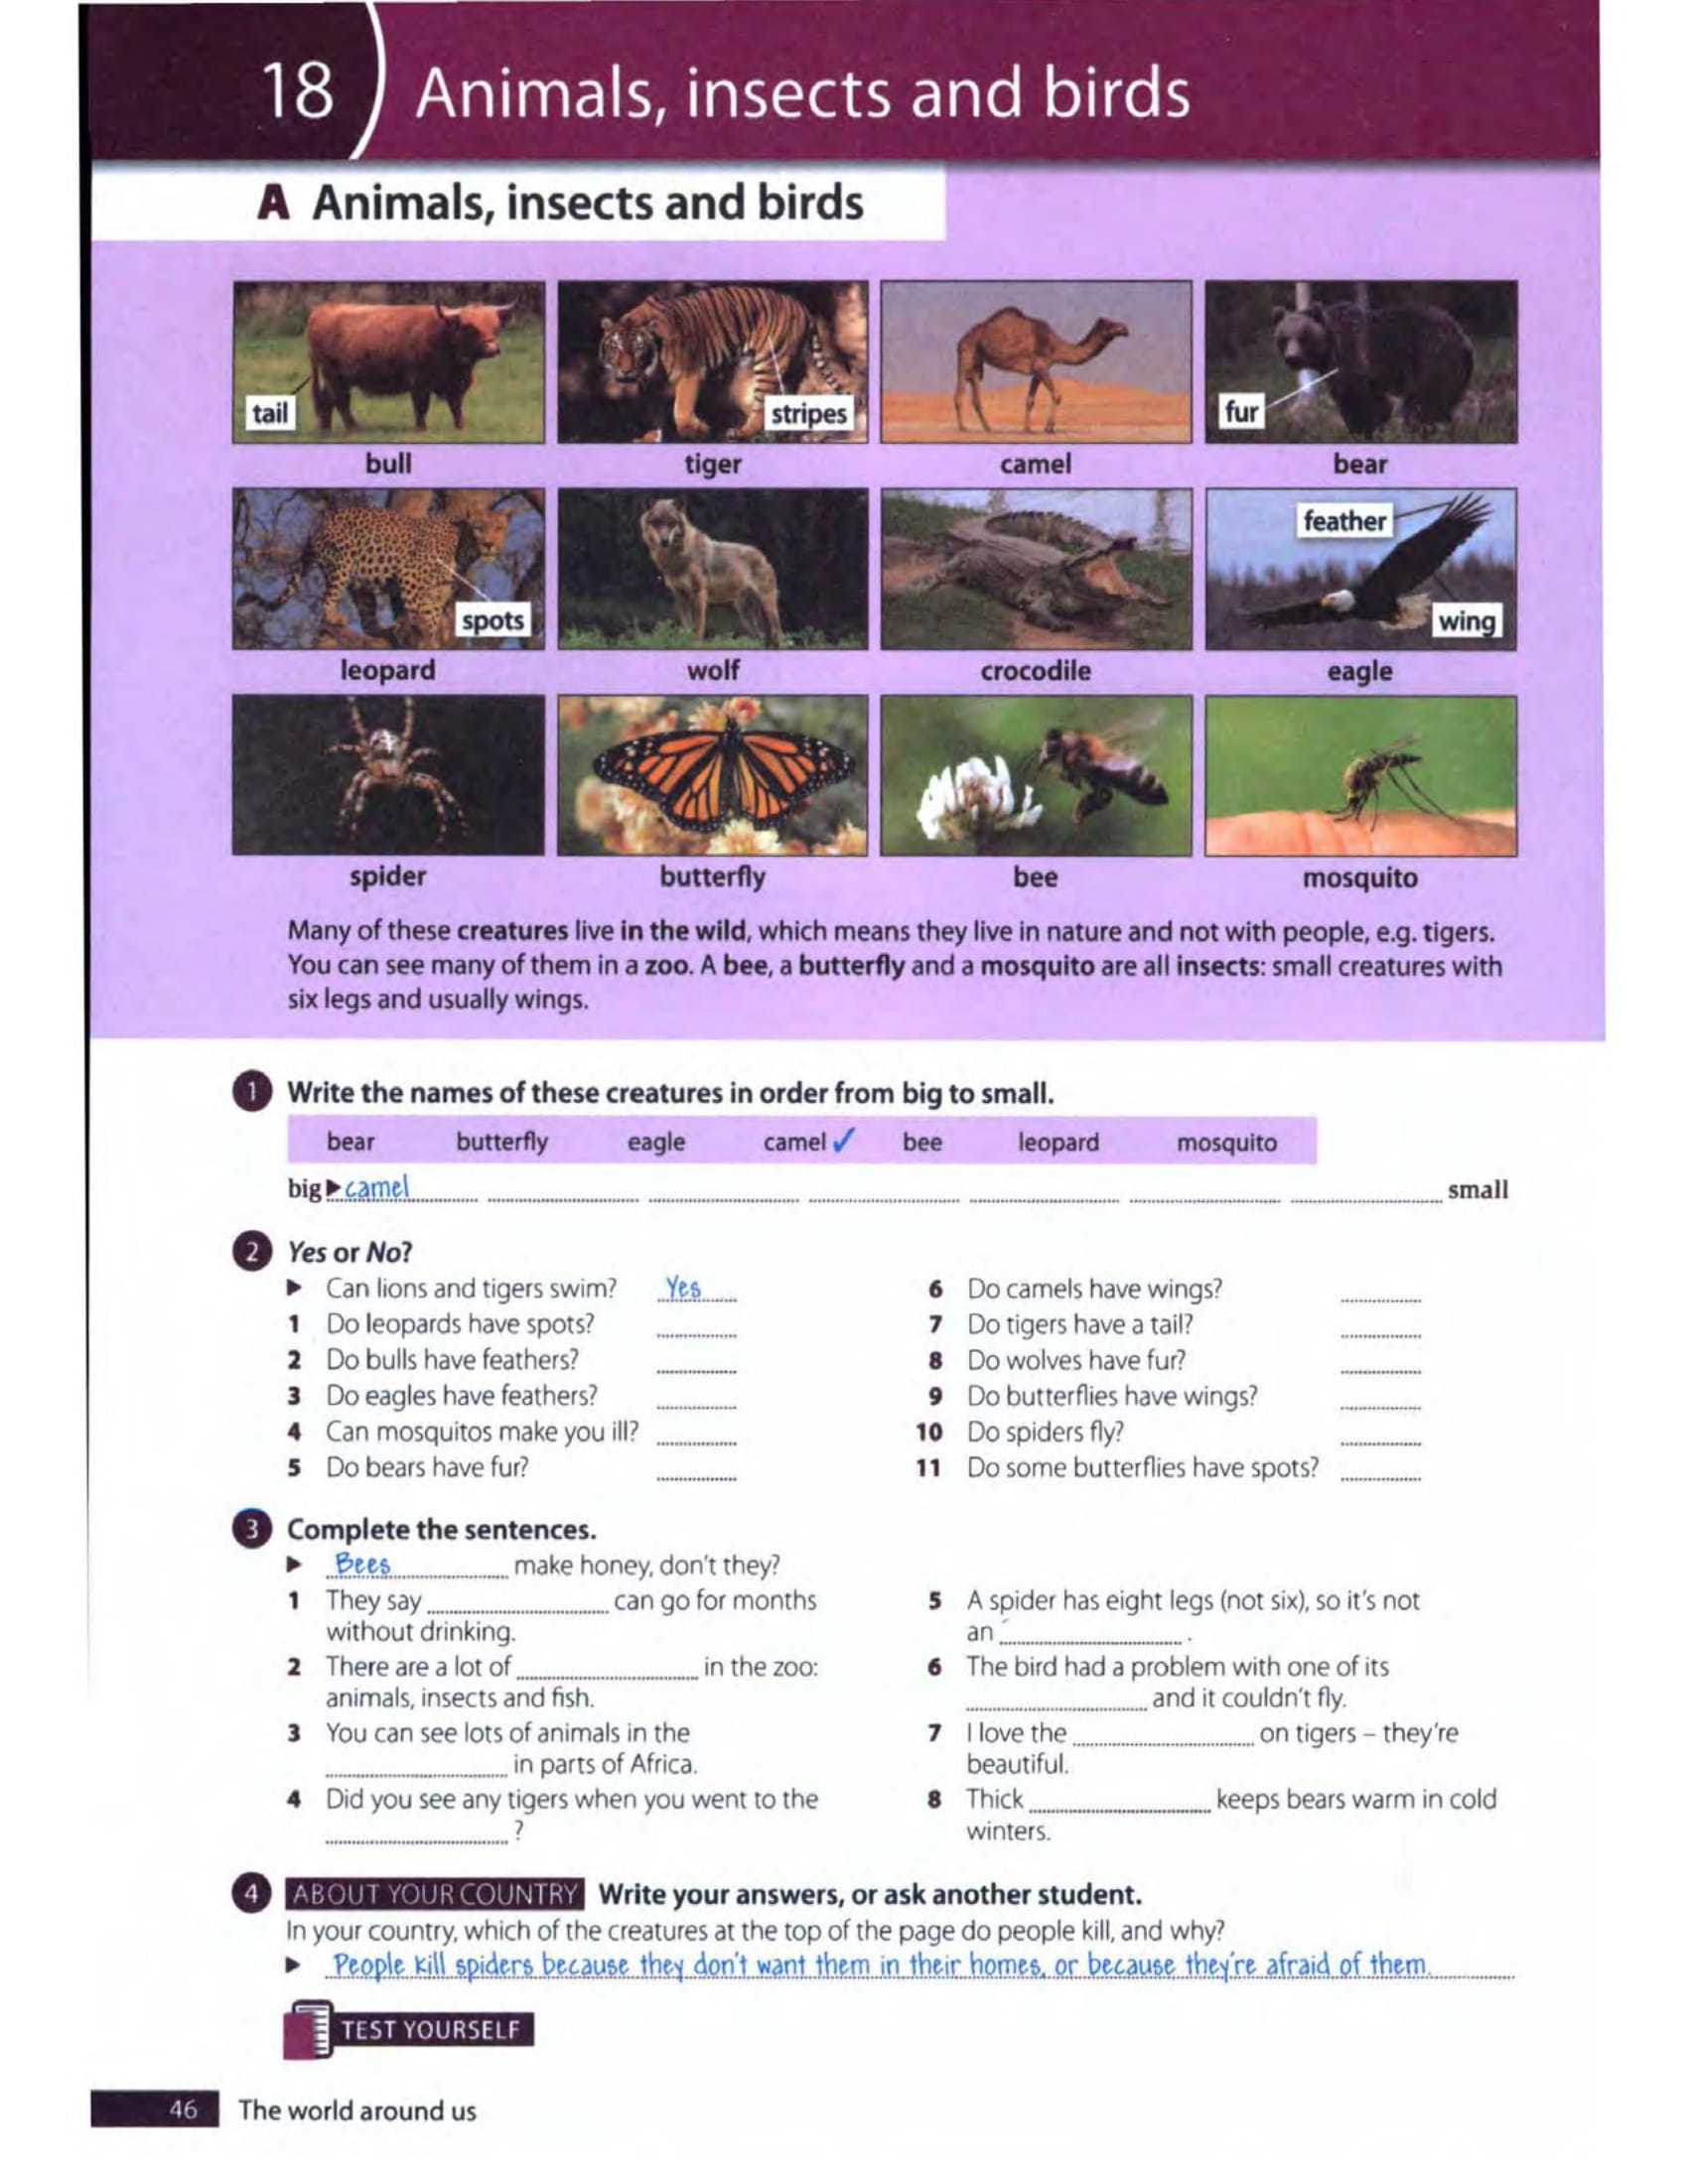 18 Animals, insects and birds
A Animals, insects and birds
tail
stripes
fur
bull tiger camel bear
feather
spots
wing
leopard wolf crocodile eagle
spider butterfly bee mosquito
Many of these creatures live in the wild, which means they live in nature and not with people, e.g. tigers.
You can see many of them in a zoo. A bee, a butterfly and a mosquito are all insects: small creatures with
six legs and usually wings.
1 Write the names of these creatures in order from big to small.
bear butterfly eagle camel ✓ bee leopard mosquito
big ▶ camel ........ ........ ........ ........ ........ ........ small
2 Yes or No?
▶ Can lions and tigers swim? Yes
1 Do leopards have spots? ........
2 Do bulls have feathers? ........
3 Do eagles have feathers? ........
4 Can mosquitos make you ill? ........
5 Do bears have fur? ........
6 Do camels have wings? ........
7 Do tigers have a tail? ........
8 Do wolves have fur? ........
9 Do butterflies have wings? ........
10 Do spiders fly? ........
11 Do some butterflies have spots? ........
3 Complete the sentences.
▶ Bees ........ make honey, don't they?
1 They say ........ can go for months
without drinking.
2 There are a lot of ........ in the zoo:
animals, insects and fish.
3 You can see lots of animals in the
........ in parts of Africa.
4 Did you see any tigers when you went to the
........ ?
5 A spider has eight legs (not six), so it's not
an ........ .
6 The bird had a problem with one of its
........ and it couldn't fly.
7 I love the ........ on tigers – they're
beautiful.
8 Thick ........ keeps bears warm in cold
winters.
4 ABOUT YOUR COUNTRY Write your answers, or ask another student.
In your country, which of the creatures at the top of the page do people kill, and why?
▶ People kill spiders because they don't want them in their homes, or because they're afraid of them.
TEST YOURSELF
46 The world around us